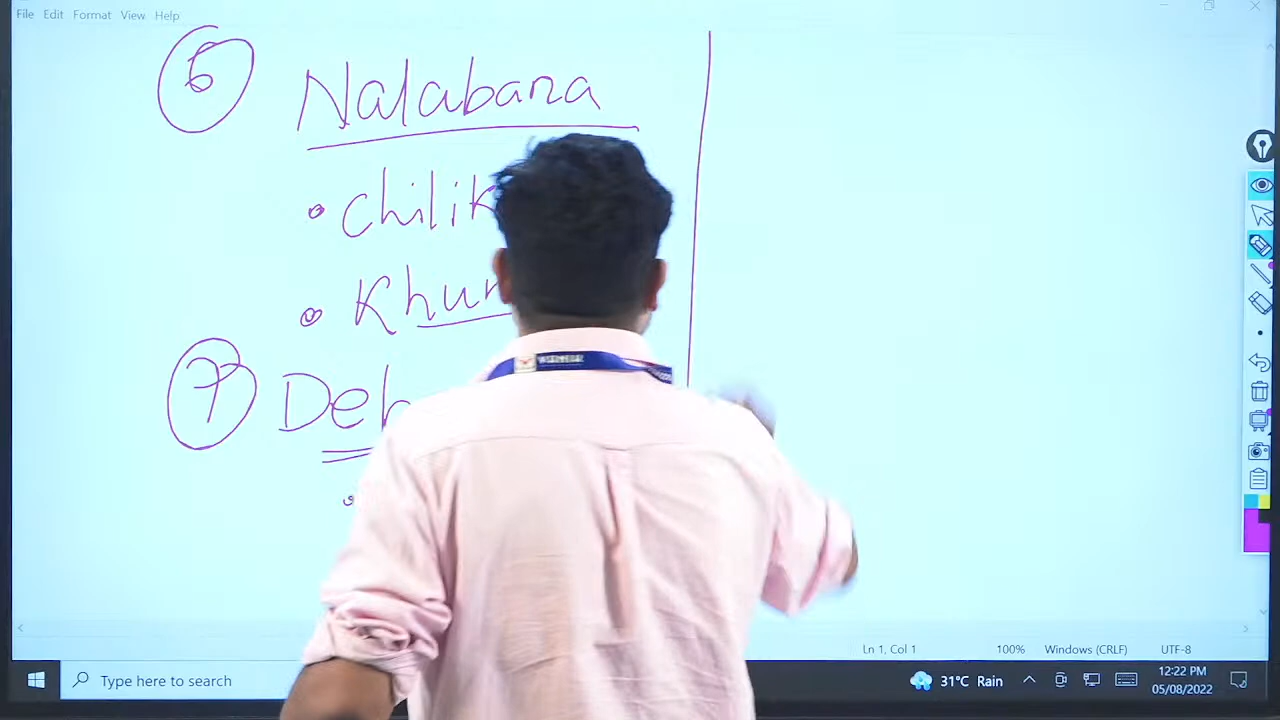 File Edit Format View Help
6 Nalabana
• Chilik
• Khur
7 Deb
Ln 1, Col 1 100% Windows (CRLF) UTF-8
Type here to search
31°C Rain
12:22 PM
05/08/2022